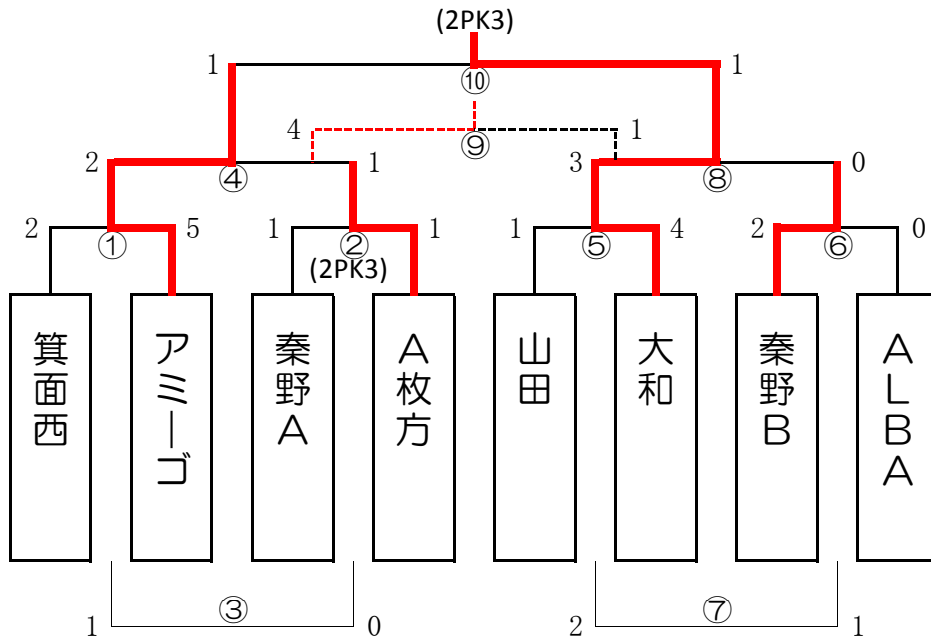 (2PK3)
1 ⑩ 1
4 ⑨ 1
2 ④ 1 3 ⑧ 0
2 ① 5 1 ② 1 1 ⑤ 4 2 ⑥ 0
(2PK3)
箕面西
アミーゴ
秦野A
A枚方
山田
大和
秦野B
ALBA
1 ③ 0 2 ⑦ 1